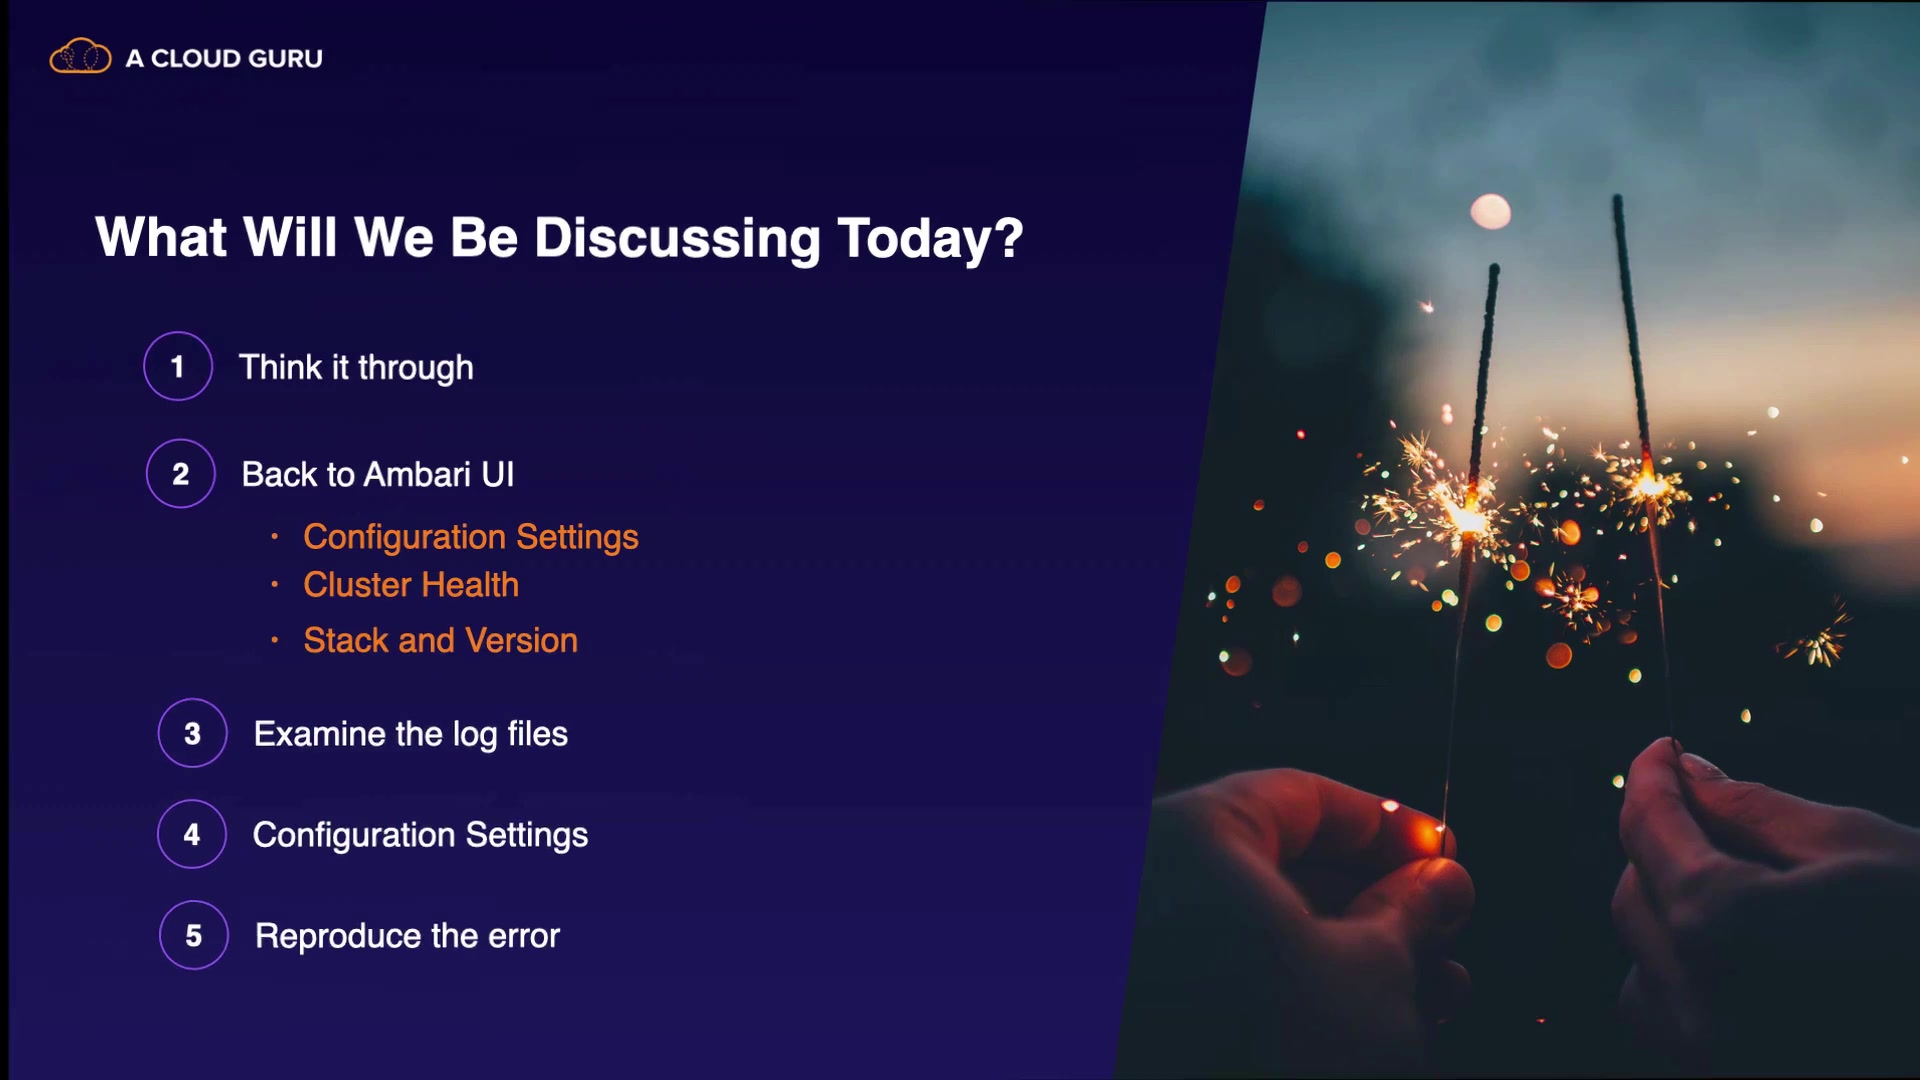 A CLOUD GURU
What Will We Be Discussing Today?
1 Think it through
2 Back to Ambari UI
· Configuration Settings
· Cluster Health
· Stack and Version
3 Examine the log files
4 Configuration Settings
5 Reproduce the error